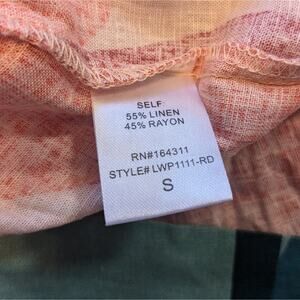 SELF:
55% LINEN
45% RAYON
RN#164311
STYLE# LWP1111-RD
S